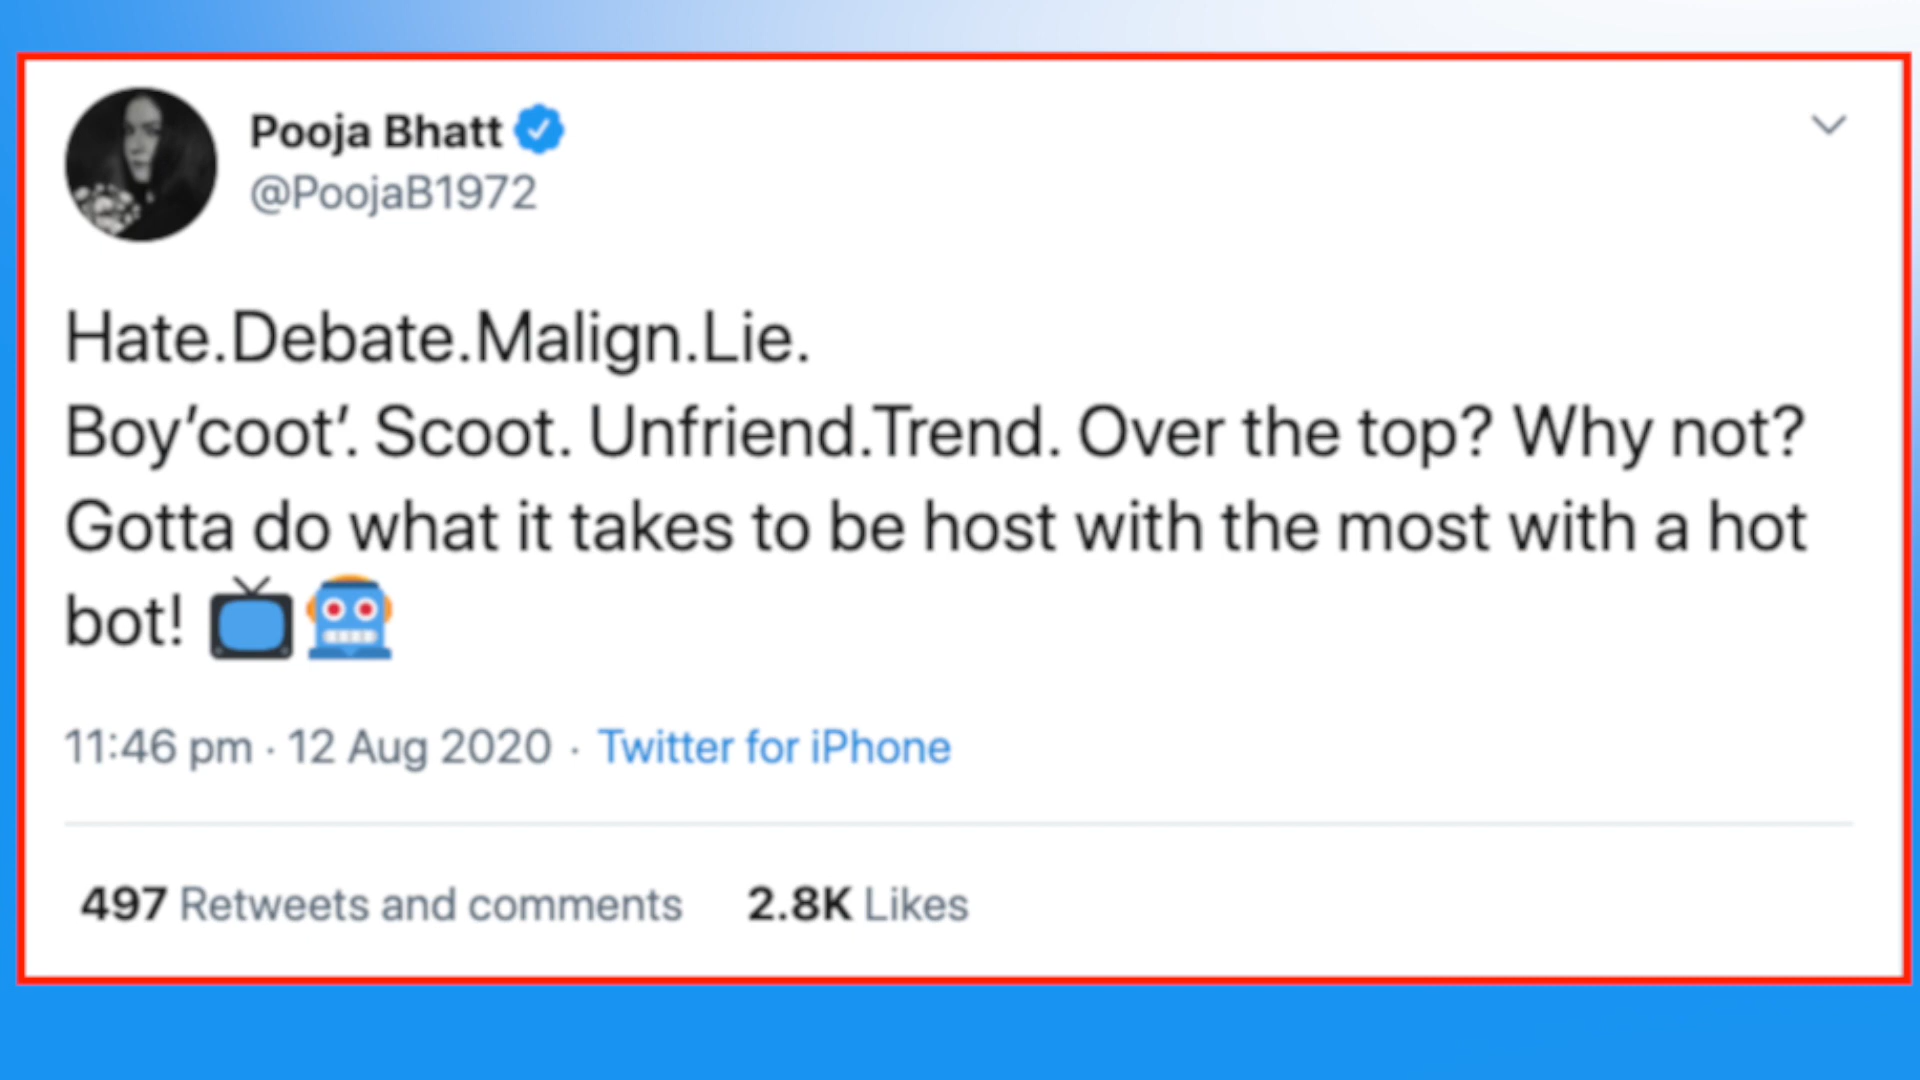 Pooja Bhatt
@PoojaB1972
Hate.Debate.Malign.Lie.
Boy’coot’. Scoot. Unfriend.Trend. Over the top? Why not?
Gotta do what it takes to be host with the most with a hot
bot! 📺🤖
11:46 pm · 12 Aug 2020 · Twitter for iPhone
497 Retweets and comments 2.8K Likes